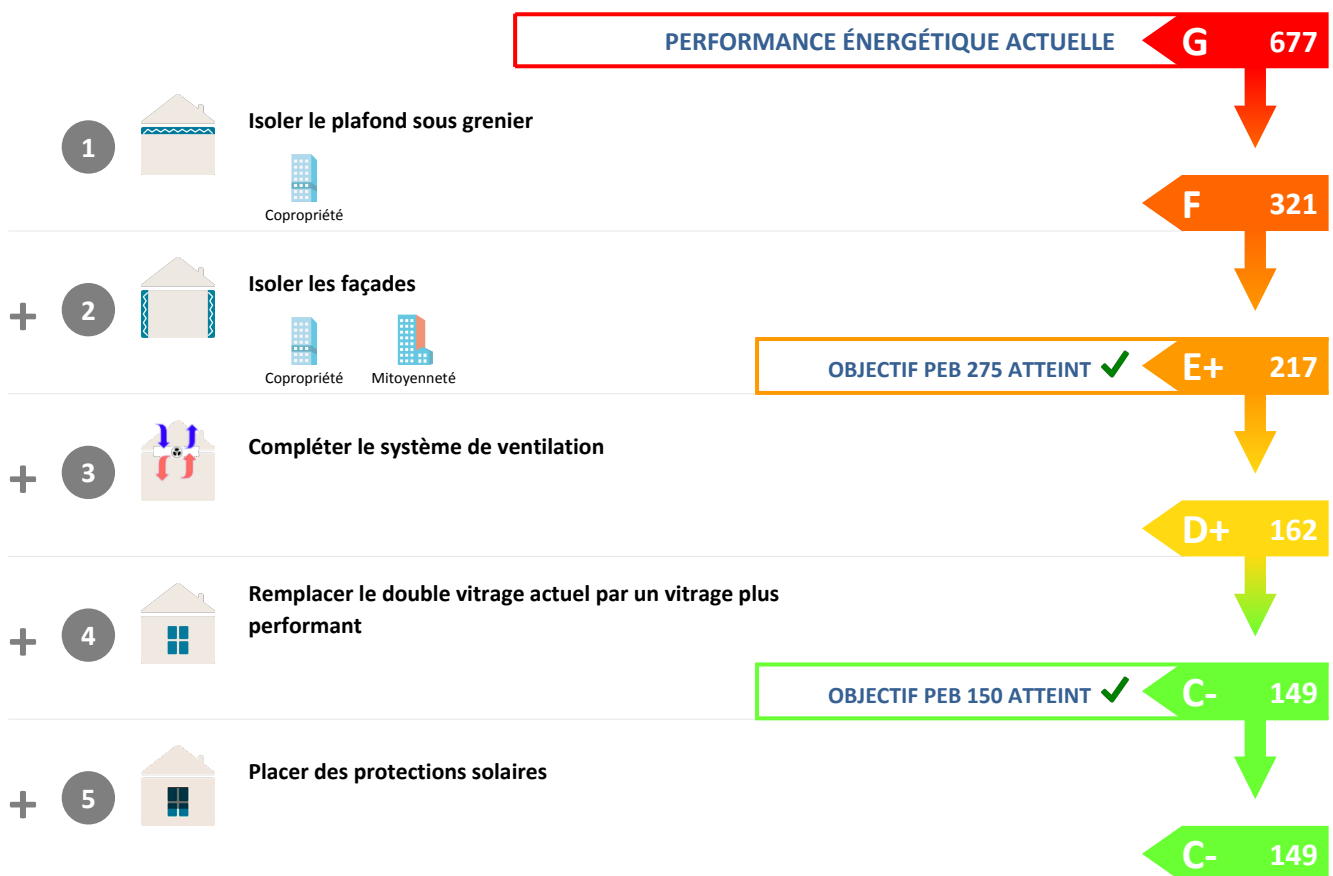 PERFORMANCE ÉNERGÉTIQUE ACTUELLE G 677
1 Isoler le plafond sous grenier
Copropriété
F 321
+ 2 Isoler les façades
Copropriété Mitoyenneté
OBJECTIF PEB 275 ATTEINT ✓ E+ 217
+ 3 Compléter le système de ventilation
D+ 162
+ 4 Remplacer le double vitrage actuel par un vitrage plus
performant
OBJECTIF PEB 150 ATTEINT ✓ C- 149
+ 5 Placer des protections solaires
C- 149